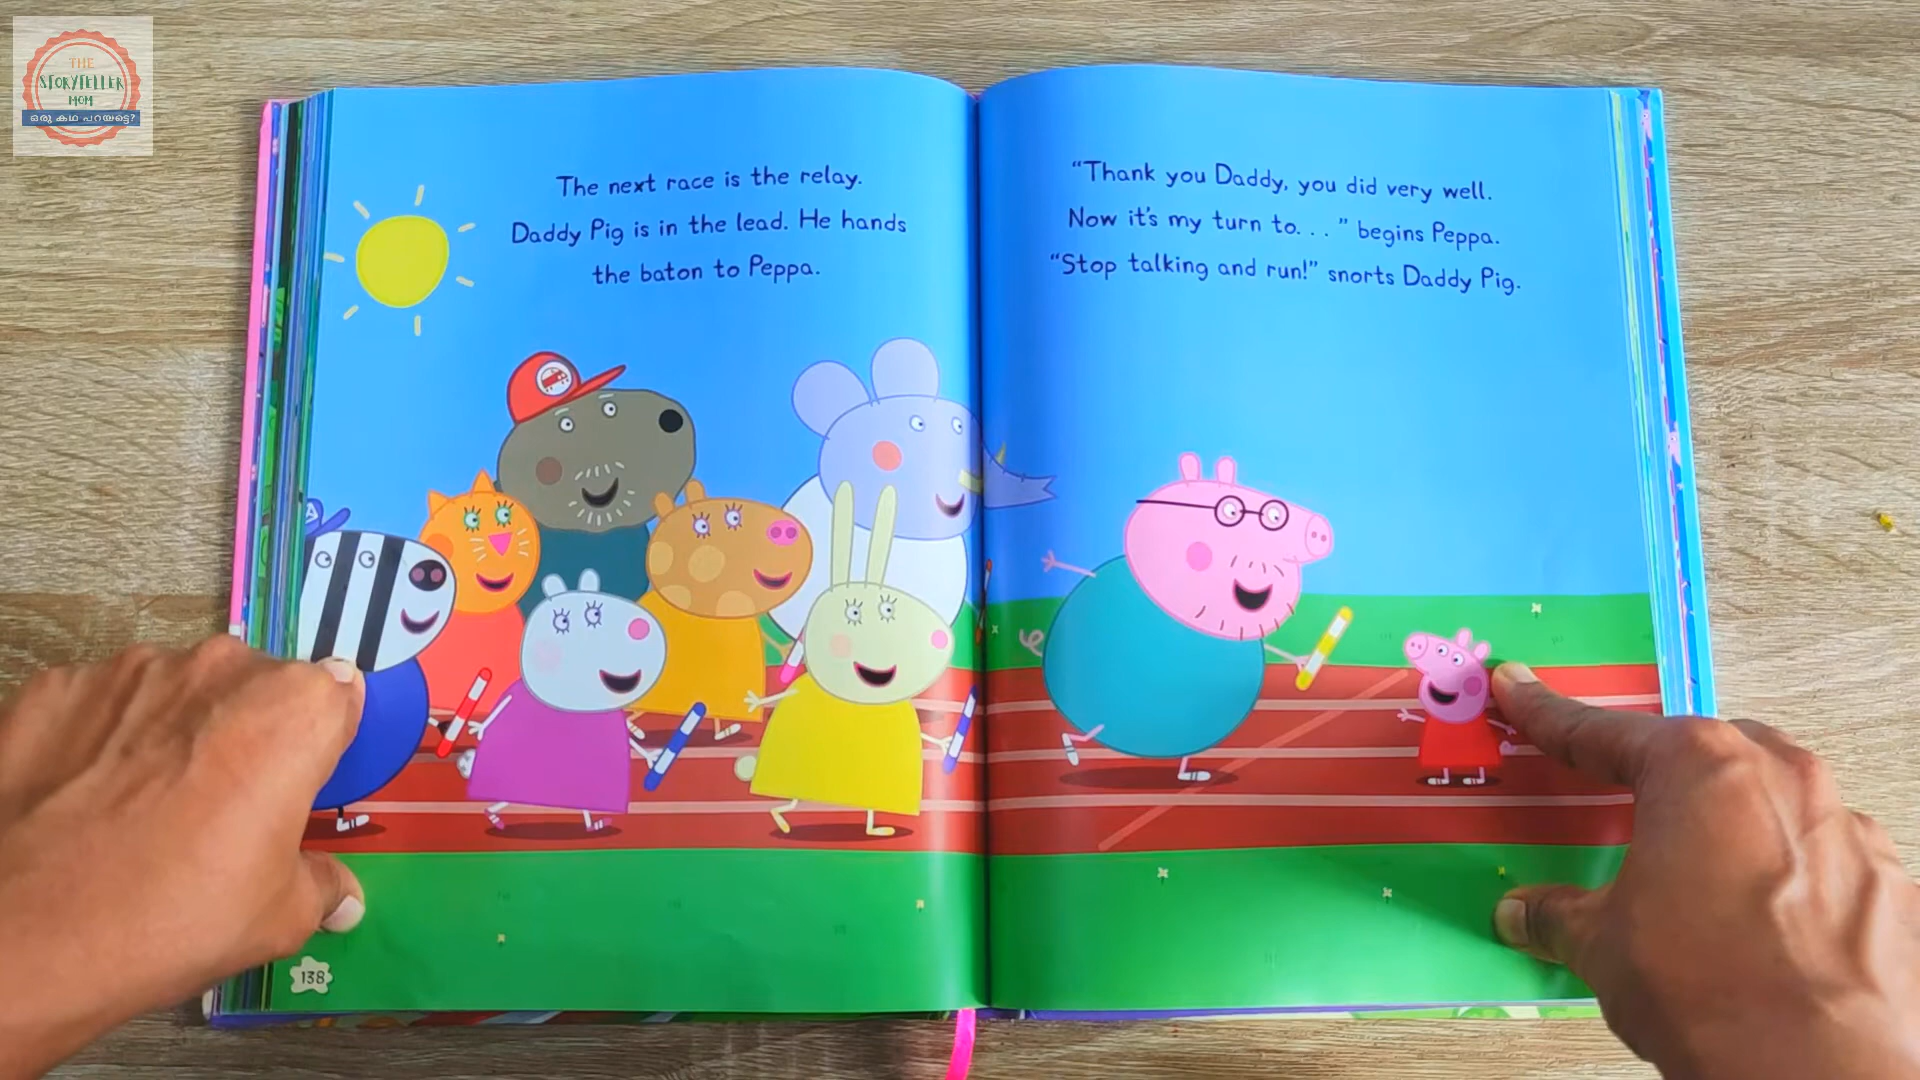 THE
STORYTELLER
MOM
ഒരു കഥ പറയട്ടെ?
The next race is the relay.
Daddy Pig is in the lead. He hands
the baton to Peppa.
138
“Thank you Daddy, you did very well.
Now it's my turn to. . . ” begins Peppa.
“Stop talking and run!” snorts Daddy Pig.